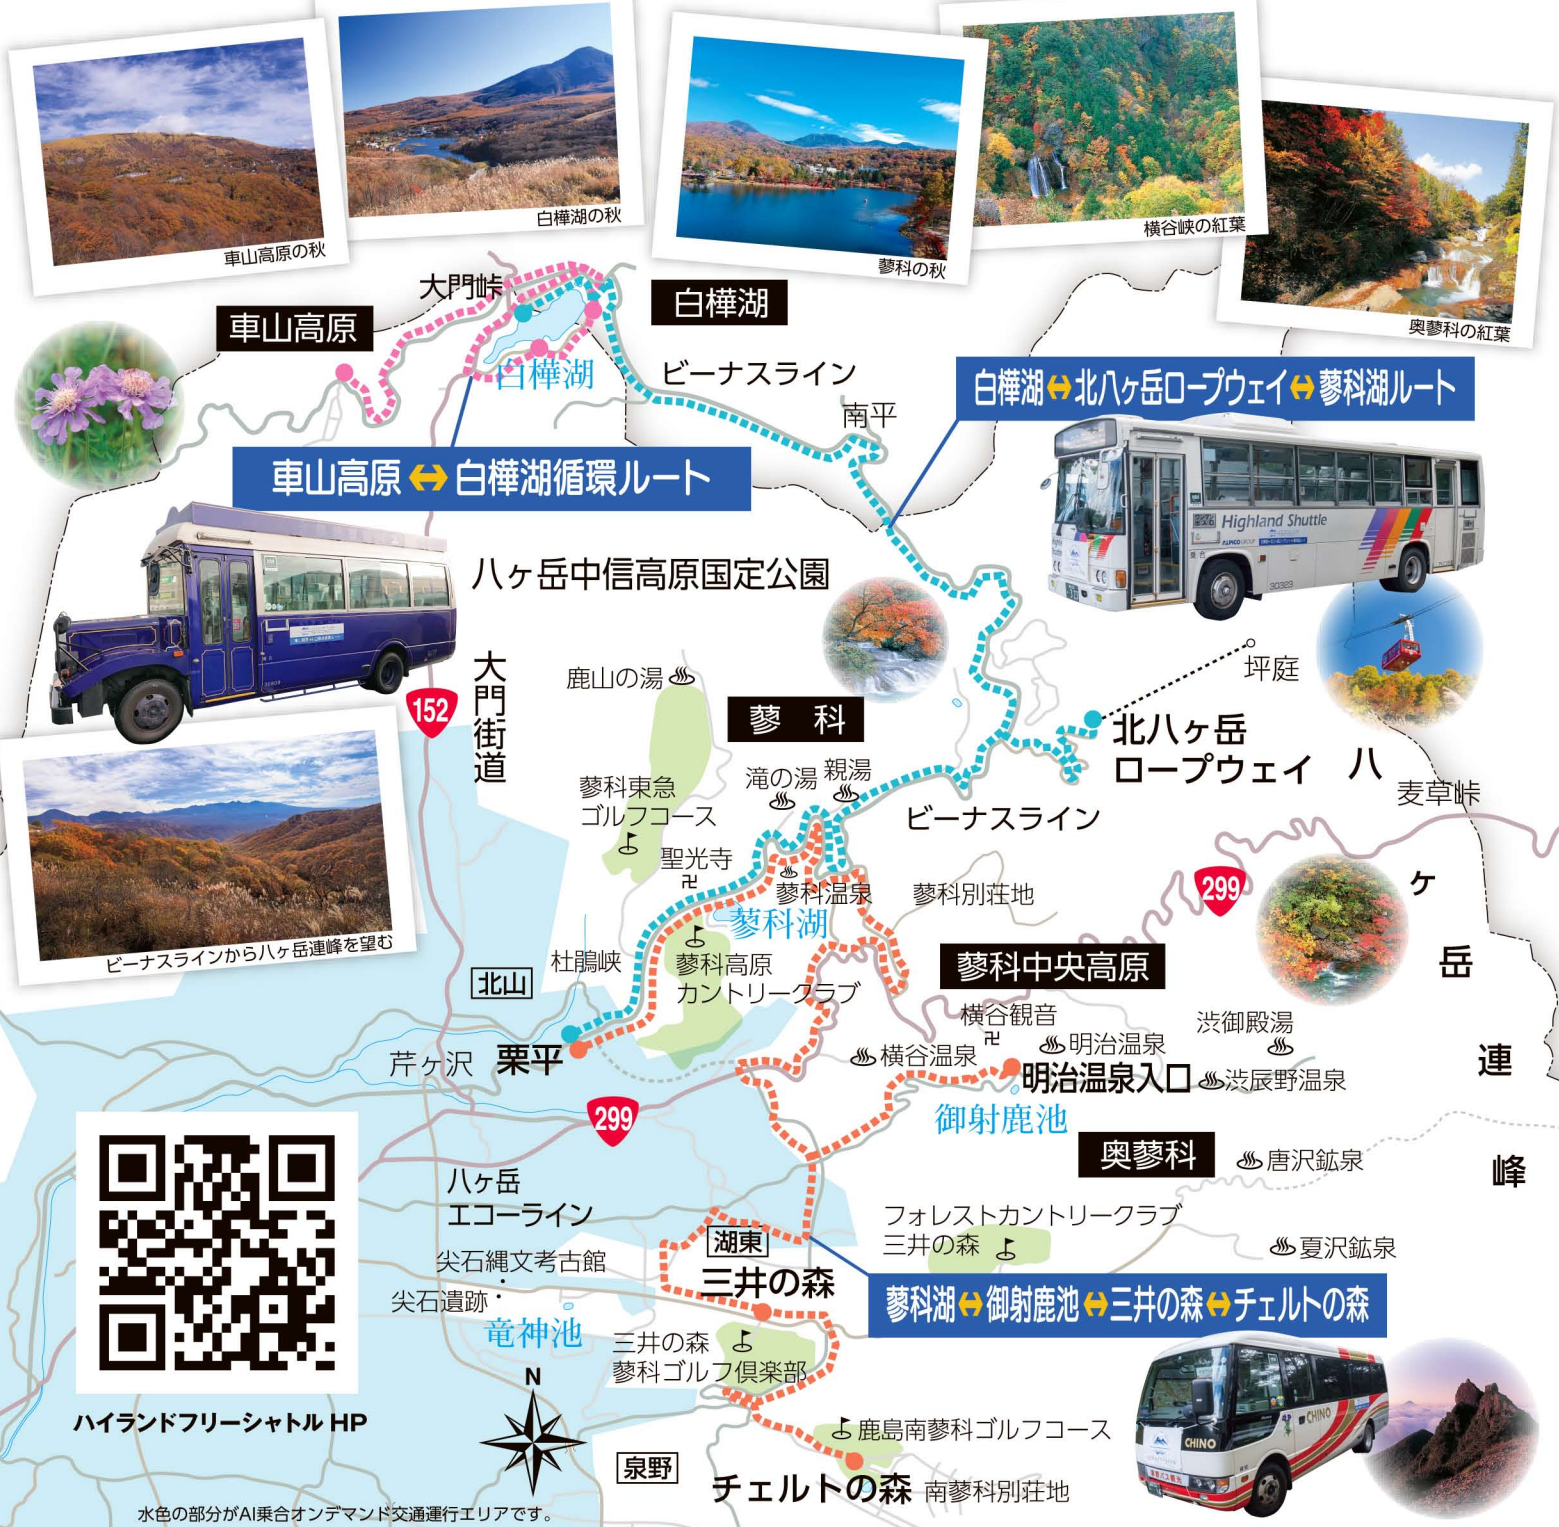 車山高原の秋
白樺湖の秋
蓼科の秋
横谷峡の紅葉
奥蓼科の紅葉
大門峠
車山高原
白樺湖
白樺湖
ビーナスライン
南平
白樺湖⇔北八ヶ岳ロープウェイ⇔蓼科湖ルート
車山高原⇔白樺湖循環ルート
Highland Shuttle
ALPICO GROUP
30323
八ヶ岳中信高原国定公園
大門街道
152
鹿山の湯
蓼科
坪庭
北八ヶ岳
ロープウェイ
八ヶ岳連峰
麦草峠
滝の湯
親湯
蓼科東急
ゴルフコース
ビーナスライン
聖光寺
蓼科温泉
蓼科別荘地
299
蓼科湖
ビーナスラインから八ヶ岳連峰を望む
北山
杜鵑峡
蓼科高原
カントリークラブ
蓼科中央高原
横谷観音
渋御殿湯
明治温泉
横谷温泉
芹ヶ沢
栗平
明治温泉入口
渋辰野温泉
御射鹿池
299
奥蓼科
唐沢鉱泉
八ヶ岳
エコーライン
フォレストカントリークラブ
三井の森
湖東
夏沢鉱泉
尖石縄文考古館
三井の森
尖石遺跡
蓼科湖⇔御射鹿池⇔三井の森⇔チェルトの森
竜神池
三井の森
蓼科ゴルフ倶楽部
N
ハイランドフリーシャトル HP
鹿島南蓼科ゴルフコース
CHINO
CHINO
泉野
チェルトの森
南蓼科別荘地
水色の部分がAI乗合オンデマンド交通運行エリアです。